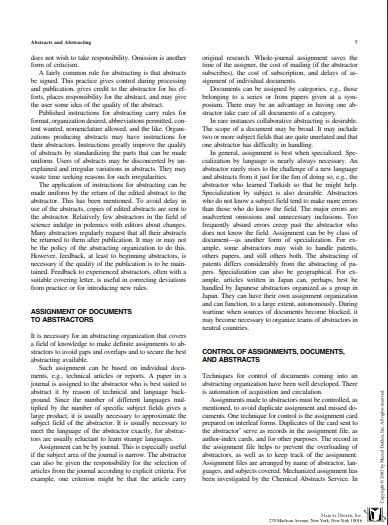 Abstracts and Abstracting
7
does not wish to take responsibility. Omission is another
form of criticism.
A fairly common rule for abstracting is that abstracts
be signed. This practice gives control during processing
and publication, gives credit to the abstractor for his ef-
forts, places responsibility for the abstract, and may give
the user some idea of the quality of the abstract.
Published instructions for abstracting carry rules for
format, organization desired, abbreviations permitted, con-
tent wanted, nomenclature allowed, and the like. Organi-
zations producing abstracts may have instructions for
their abstractors. Instructions greatly improve the quality
of abstracts by standardizing the parts that can be made
uniform. Users of abstracts may be disconcerted by un-
explained and irregular variations in abstracts. They may
waste time seeking reasons for such irregularities.
The application of instructions for abstracting can be
made uniform by the return of the edited abstract to the
abstractor. This has been mentioned. To avoid delay in
use of the abstracts, copies of edited abstracts are sent to
the abstractor. Relatively few abstractors in the field of
science indulge in polemics with editors about changes.
Many abstractors regularly request that all their abstracts
be returned to them after publication. It may or may not
be the policy of the abstracting organization to do this.
However, feedback, at least to beginning abstractors, is
necessary if the quality of the publication is to be main-
tained. Feedback to experienced abstractors, often with a
suitable covering letter, is useful in correcting deviations
from practice or for introducing new rules.
ASSIGNMENT OF DOCUMENTS
TO ABSTRACTORS
It is necessary for an abstracting organization that covers
a field of knowledge to make definite assignments to ab-
stractors to avoid gaps and overlaps and to secure the best
abstracting available.
Such assignment can be based on individual docu-
ments, e.g., technical articles or reports. A paper in a
journal is assigned to the abstractor who is best suited to
abstract it by reason of technical and language back-
ground. Since the number of different languages mul-
tiplied by the number of specific subject fields gives a
large product, it is usually necessary to approximate the
subject field of the abstractor. It is usually necessary to
meet the language of the abstractor exactly, for abstrac-
tors are usually reluctant to learn strange languages.
Assignment can be by journal. This is especially useful
if the subject area of the journal is narrow. The abstractor
can also be given the responsibility for the selection of
articles from the journal according to explicit criteria. For
example, one criterion might be that the article carry
original research. Whole-journal assignment saves the
time of the assigner, the cost of mailing (if the abstractor
subscribes), the cost of subscription, and delays of as-
signment of individual documents.
Documents can be assigned by categories, e.g., those
belonging to a series or from papers given at a sym-
posium. There may be an advantage in having one ab-
stractor take care of all documents of a category.
In rare instances collaborative abstracting is desirable.
The scope of a document may be broad. It may include
two or more subject fields that are quite unrelated and that
one abstractor has difficulty in handling.
In general, assignment is best when specialized. Spe-
cialization by language is nearly always necessary. An
abstractor rarely rises to the challenge of a new language
and abstracts from it just for the fun of doing so, e.g., the
abstractor who learned Turkish so that he might help.
Specialization by subject is also desirable. Abstractors
who do not know a subject field tend to make more errors
than those who do know the field. The major errors are
inadvertent omissions and unnecessary inclusions. Too
frequently absurd errors creep past the abstractor who
does not know the field. Assignment can be by class of
document—as another form of specialization. For ex-
ample, some abstractors may wish to handle patents,
others papers, and still others both. The abstracting of
patents differs considerably from the abstracting of pa-
pers. Specialization can also be geographical. For ex-
ample, articles written in Japan can, perhaps, best be
handled by Japanese abstractors organized as a group in
Japan. They can have their own assignment organization
and can function, to a large extent, autonomously. During
wartime when sources of documents become blocked, it
may become necessary to organize teams of abstractors in
neutral countries.
CONTROL OF ASSIGNMENTS, DOCUMENTS,
AND ABSTRACTS
Techniques for control of documents coming into an
abstracting organization have been well developed. There
is automation of acquisition and circulation.
Assignments made to abstractors must be controlled, as
mentioned, to avoid duplicate assignment and missed do-
cuments. One technique for control is the assignment card
prepared on interleaf forms. Duplicates of the card sent to
the abstractor' serve as records in the assignment file, as
author-index cards, and for other purposes. The record in
the assignment file helps to prevent the overloading of
abstractors, as well as to keep track of the assignment.
Assignment files are arranged by name of abstractor, lan-
guages, and subjects covered. Mechanized assignment has
been investigated by the Chemical Abstracts Service. In
Copyright © 2003 by Marcel Dekker, Inc. All rights reserved.
MARCEL DEKKER, INC.
270 Madison Avenue, New York, New York 10016